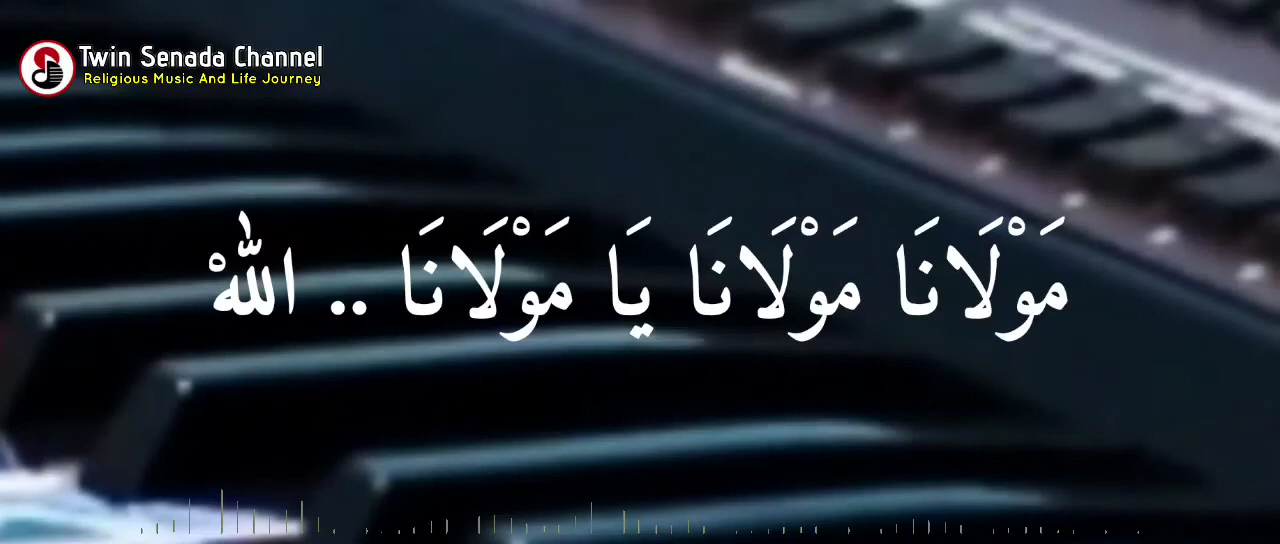 Twin Senada Channel
Religious Music And Life Journey
مَوْلَانَا مَوْلَانَا يَا مَوْلَانَا .. اللّٰهْ